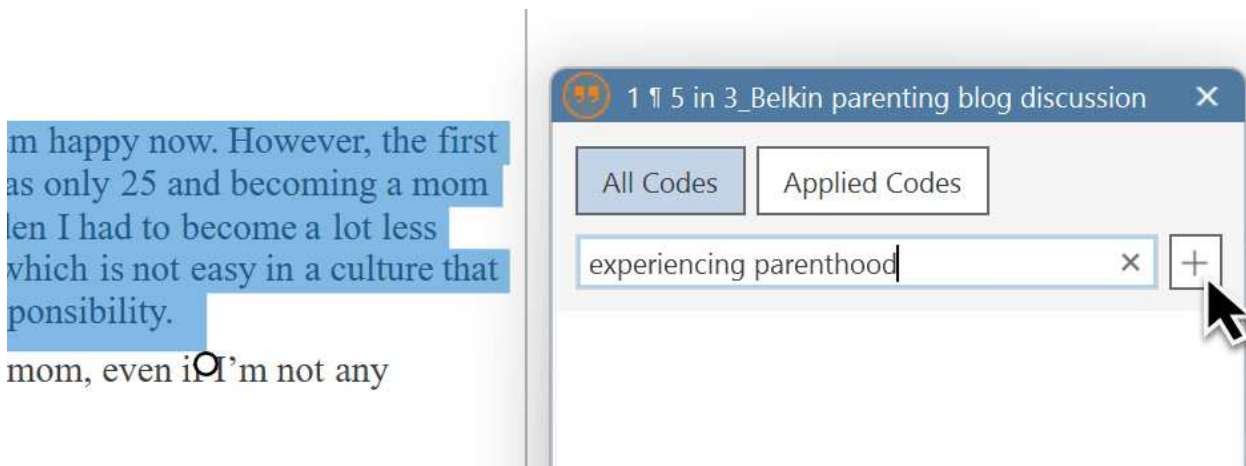 m happy now. However, the first
as only 25 and becoming a mom
en I had to become a lot less
which is not easy in a culture that
ponsibility.
mom, even if I'm not any
1 ¶ 5 in 3_Belkin parenting blog discussion
All Codes Applied Codes
experiencing parenthood